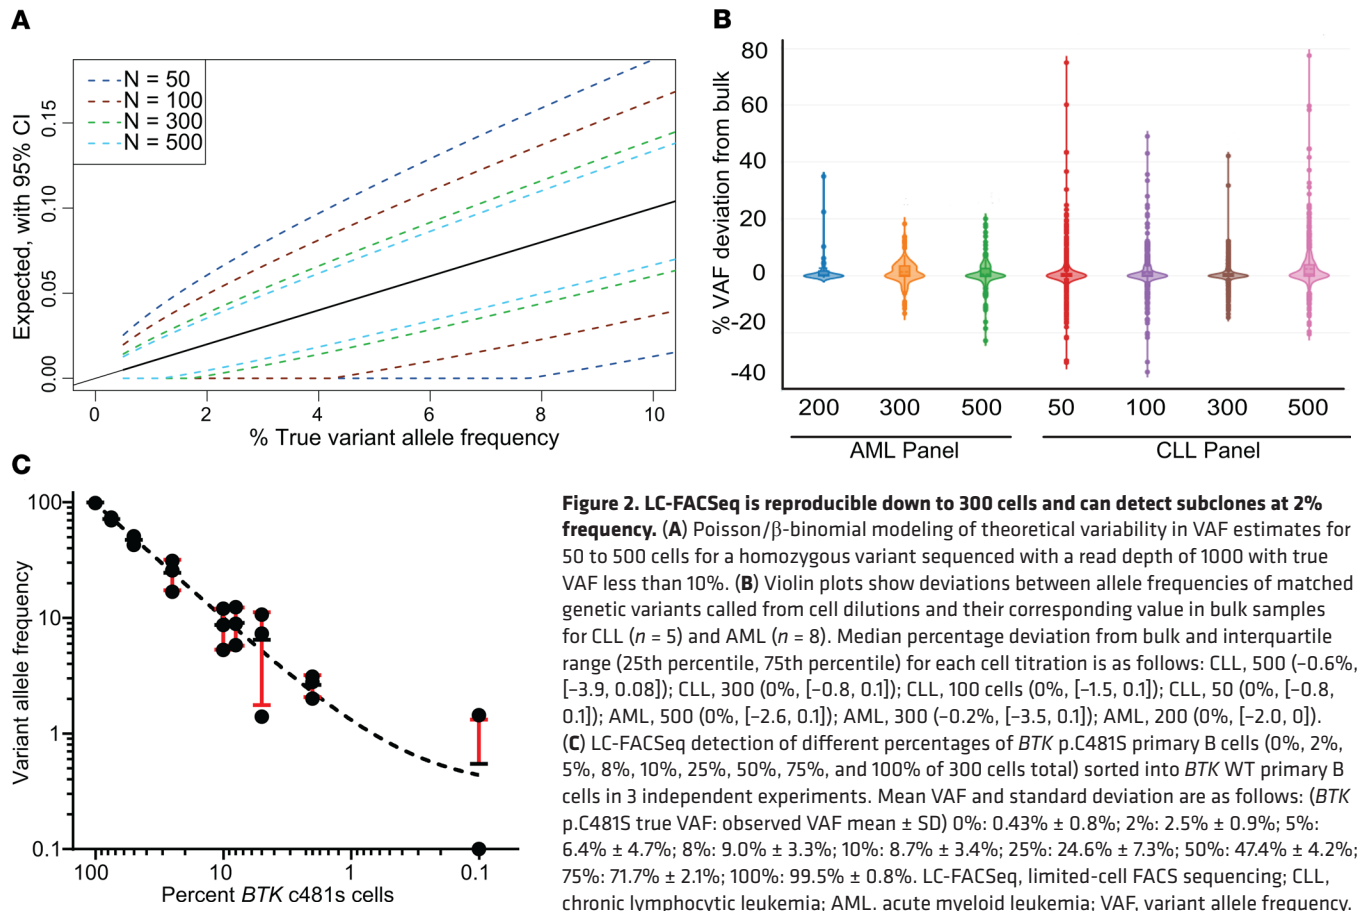 A
N = 50
N = 100
N = 300
N = 500
Expected, with 95% CI
0.00
0.05
0.10
0.15
0 2 4 6 8 10
% True variant allele frequency
B
% VAF deviation from bulk
80
60
40
20
0
-20
-40
200 300 500 50 100 300 500
AML Panel CLL Panel
C
Variant allele frequency
100
10
1
0.1
100 10 1 0.1
Percent BTK c481s cells
Figure 2. LC-FACSeq is reproducible down to 300 cells and can detect subclones at 2%
frequency. (A) Poisson/β-binomial modeling of theoretical variability in VAF estimates for
50 to 500 cells for a homozygous variant sequenced with a read depth of 1000 with true
VAF less than 10%. (B) Violin plots show deviations between allele frequencies of matched
genetic variants called from cell dilutions and their corresponding value in bulk samples
for CLL (n = 5) and AML (n = 8). Median percentage deviation from bulk and interquartile
range (25th percentile, 75th percentile) for each cell titration is as follows: CLL, 500 (–0.6%,
[–3.9, 0.08]); CLL, 300 (0%, [–0.8, 0.1]); CLL, 100 cells (0%, [–1.5, 0.1]); CLL, 50 (0%, [–0.8,
0.1]); AML, 500 (0%, [–2.6, 0.1]); AML, 300 (–0.2%, [–3.5, 0.1]); AML, 200 (0%, [–2.0, 0]).
(C) LC-FACSeq detection of different percentages of BTK p.C481S primary B cells (0%, 2%,
5%, 8%, 10%, 25%, 50%, 75%, and 100% of 300 cells total) sorted into BTK WT primary B
cells in 3 independent experiments. Mean VAF and standard deviation are as follows: (BTK
p.C481S true VAF: observed VAF mean ± SD) 0%: 0.43% ± 0.8%; 2%: 2.5% ± 0.9%; 5%:
6.4% ± 4.7%; 8%: 9.0% ± 3.3%; 10%: 8.7% ± 3.4%; 25%: 24.6% ± 7.3%; 50%: 47.4% ± 4.2%;
75%: 71.7% ± 2.1%; 100%: 99.5% ± 0.8%. LC-FACSeq, limited-cell FACS sequencing; CLL,
chronic lymphocytic leukemia; AML, acute myeloid leukemia; VAF, variant allele frequency.